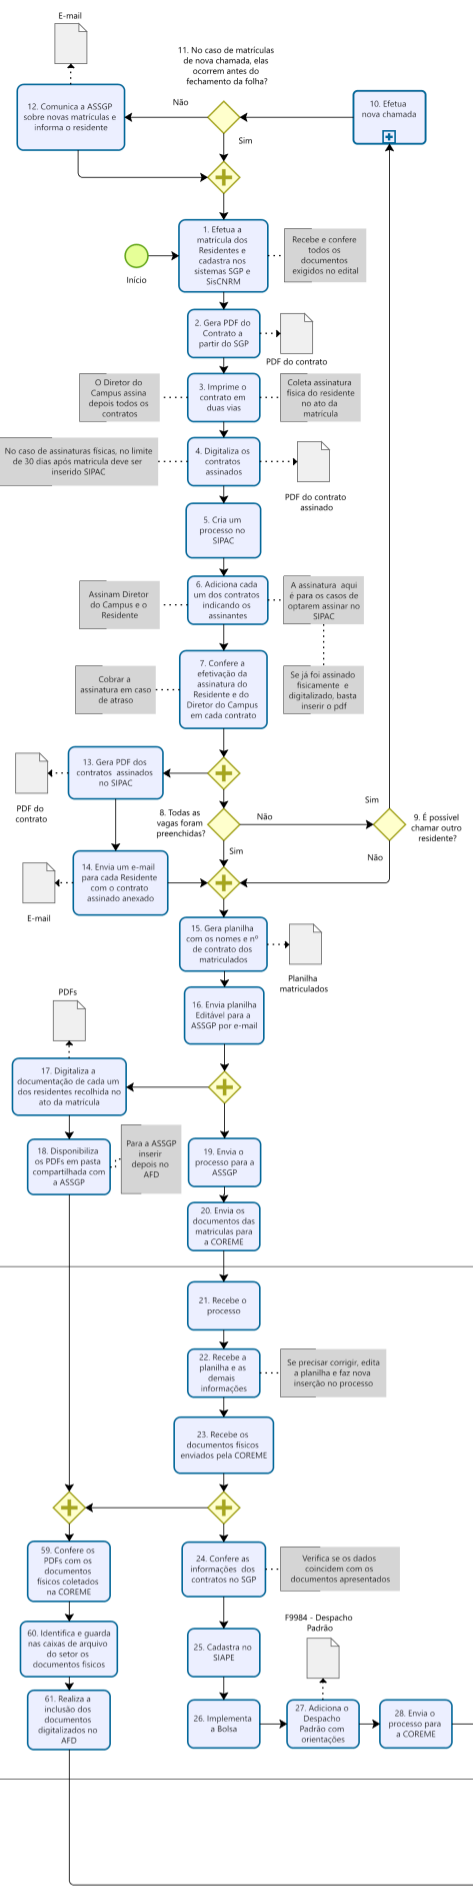 E-mail
11. No caso de matrículas
de nova chamada, elas
ocorrem antes do
fechamento da folha?
12. Comunica a ASSGP
sobre novas matrículas e
informa o residente
Não
10. Efetua
nova chamada
Sim
1. Efetua a
matrícula dos
Residentes e
cadastra nos
sistemas SGP e
SisCNRM
Recebe e confere
todos os
documentos
exigidos no edital
Início
2. Gera PDF do
Contrato a
partir do SGP
PDF do contrato
O Diretor do
Campus assina
depois todos os
contratos
3. Imprime o
contrato em
duas vias
Coleta assinatura
física do residente
no ato da
matrícula
No caso de assinaturas físicas, no limite
de 30 dias após matrícula deve ser
inserido SIPAC
4. Digitaliza os
contratos
assinados
PDF do contrato
assinado
5. Cria um
processo no
SIPAC
Assinam Diretor
do Campus e o
Residente
6. Adiciona cada
um dos contratos
indicando os
assinantes
A assinatura aqui
é para os casos de
optarem assinar no
SIPAC
Cobrar a
assinatura em caso
de atraso
7. Confere a
efetivação da
assinatura do
Residente e do
Diretor do Campus
em cada contrato
Se já foi assinado
fisicamente e
digitalizado, basta
inserir o pdf
13. Gera PDF dos
contratos assinados
no SIPAC
PDF do
contrato
8. Todas as
vagas foram
preenchidas?
Não
Sim
9. É possível
chamar outro
residente?
Sim
Não
14. Envia um e-mail
para cada Residente
com o contrato
assinado anexado
E-mail
15. Gera planilha
com os nomes e nº
de contrato dos
matriculados
Planilha
matriculados
PDFs
16. Envia planilha
Editável para a
ASSGP por e-mail
17. Digitaliza a
documentação de cada um
dos residentes recolhida no
ato da matrícula
18. Disponibiliza
os PDFs em pasta
compartilhada com
a ASSGP
Para a ASSGP
inserir
depois no
AFD
19. Envia o
processo para a
ASSGP
20. Envia os
documentos das
matrículas para
a COREME
21. Recebe o
processo
22. Recebe a
planilha e as
demais
informações
Se precisar corrigir, edita
a planilha e faz nova
inserção no processo
23. Recebe os
documentos físicos
enviados pela COREME
59. Confere os
PDFs com os
documentos
físicos coletados
na COREME
24. Confere as
informações dos
contratos no SGP
Verifica se os dados
coincidem com os
documentos apresentados
60. Identifica e guarda
nas caixas de arquivo
do setor os
documentos físicos
25. Cadastra no
SIAPE
F9984 - Despacho
Padrão
61. Realiza a
inclusão dos
documentos
digitalizados no
AFD
26. Implementa
a Bolsa
27. Adiciona o
Despacho
Padrão com
orientações
28. Envia o
processo para
a COREME